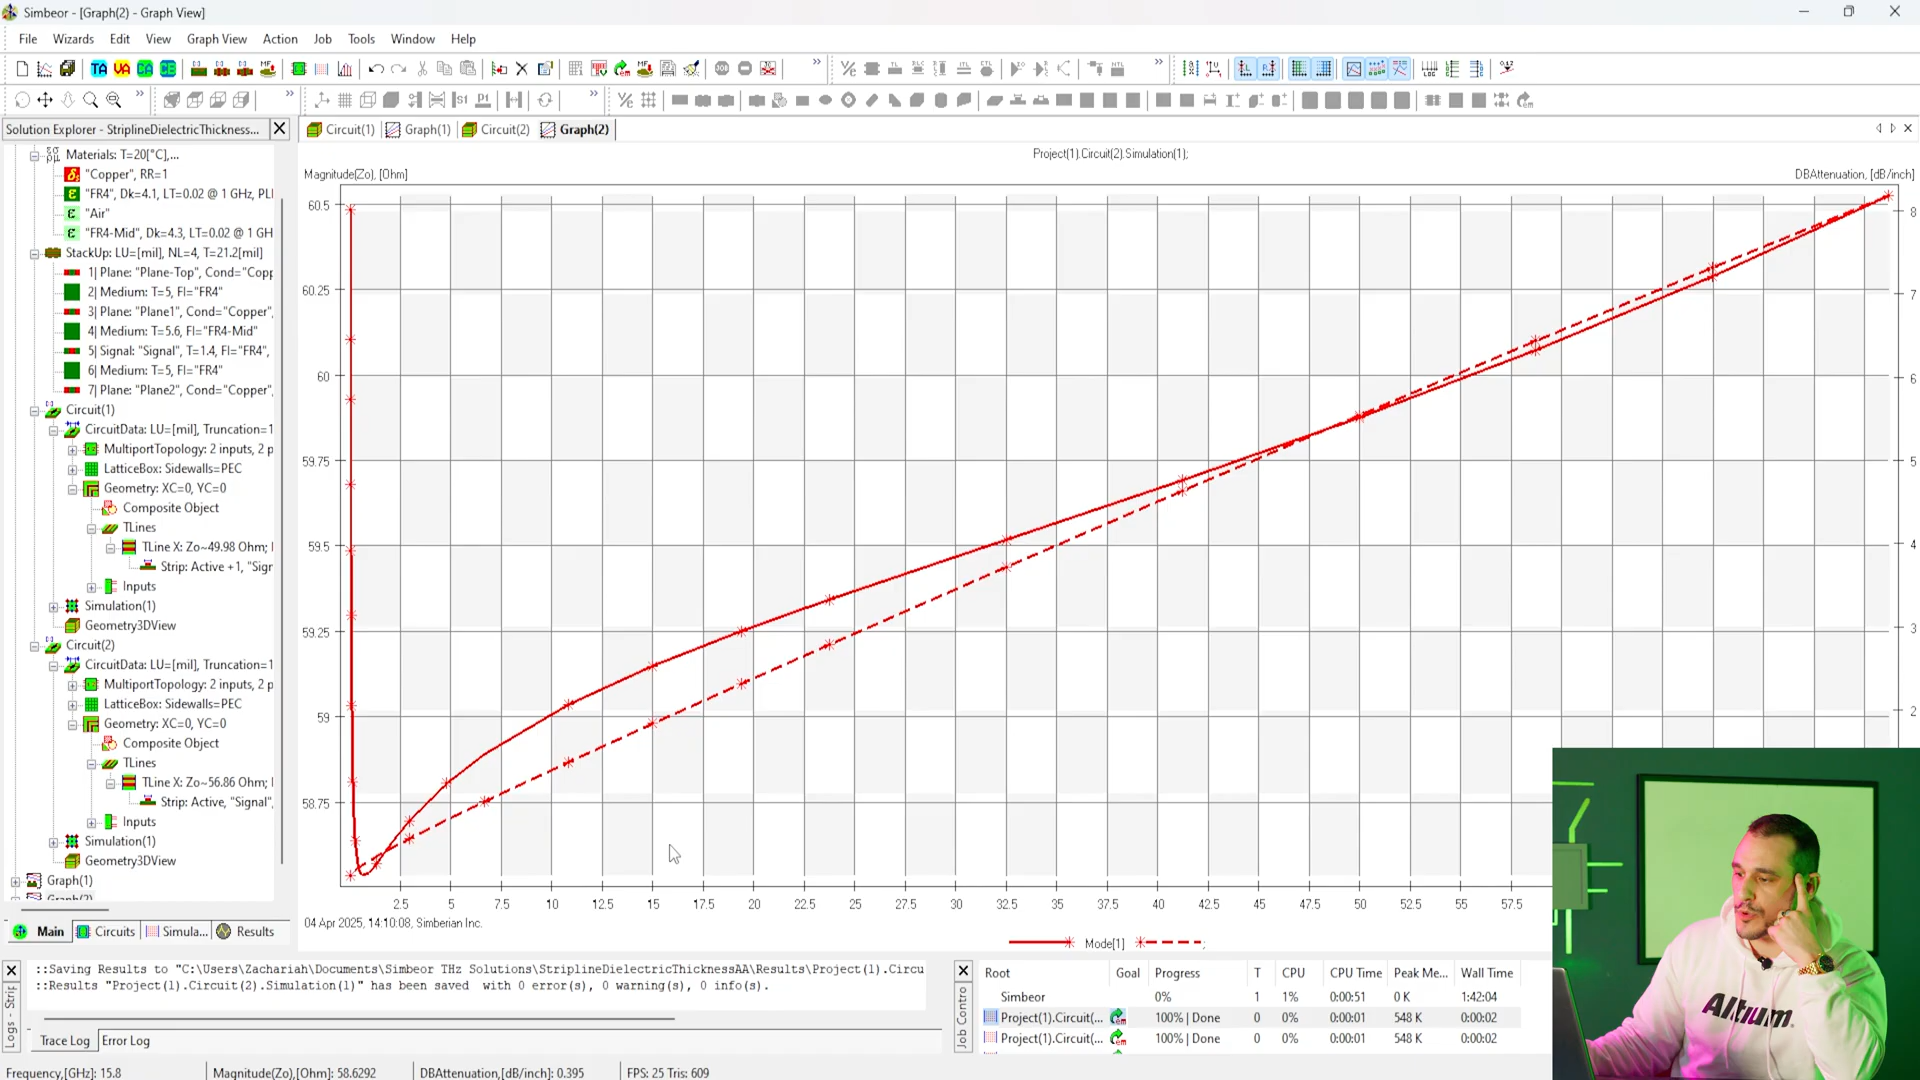 Simbeor - [Graph(2) - Graph View]
File Wizards Edit View Graph View Action Job Tools Window Help
Solution Explorer - StriplineDielectricThickness...
Circuit(1) Graph(1) Circuit(2) Graph(2)
Materials: T=20[°C],...
"Copper", RR=1
"FR4", Dk=4.1, LT=0.02 @ 1 GHz, PLI
"Air"
"FR4-Mid", Dk=4.3, LT=0.02 @ 1 GH
StackUp: LU=[mil], NL=4, T=21.2[mil]
1| Plane: "Plane-Top", Cond="Copp
2| Medium: T=5, FI="FR4"
3| Plane: "Plane1", Cond="Copper",
4| Medium: T=5.6, FI="FR4-Mid"
5| Signal: "Signal", T=1.4, FI="FR4",
6| Medium: T=5, FI="FR4"
7| Plane: "Plane2", Cond="Copper",
Circuit(1)
CircuitData: LU=[mil], Truncation=1
MultiportTopology: 2 inputs, 2 p
LatticeBox: Sidewalls=PEC
Geometry: XC=0, YC=0
Composite Object
TLines
TLine X: Zo~49.98 Ohm;
Strip: Active +1, "Sigr
Inputs
Simulation(1)
Geometry3DView
Circuit(2)
CircuitData: LU=[mil], Truncation=1
MultiportTopology: 2 inputs, 2 p
LatticeBox: Sidewalls=PEC
Geometry: XC=0, YC=0
Composite Object
TLines
TLine X: Zo~56.86 Ohm;
Strip: Active, "Signal",
Inputs
Simulation(1)
Geometry3DView
Graph(1)
Main Circuits Simula... Results
Project(1).Circuit(2).Simulation(1);
Magnitude(Zo), [Ohm]
DBAttenuation, [dB/inch]
60.5
60.25
60
59.75
59.5
59.25
59
58.75
8
7
6
5
4
3
2
2.5 5 7.5 10 12.5 15 17.5 20 22.5 25 27.5 30 32.5 35 37.5 40 42.5 45 47.5 50 52.5 55 57.5
04 Apr 2025, 14:10:08, Simberian Inc.
Mode[1] ;
::Saving Results to "C:\Users\Zachariah\Documents\Simbeor THz Solutions\StriplineDielectricThicknessAA\Results\Project(1).Circu
::Results "Project(1).Circuit(2).Simulation(1)" has been saved with 0 error(s), 0 warning(s), 0 info(s).
Trace Log Error Log
Logs - Strip
Job Contro
Root Goal Progress T CPU CPU Time Peak Me... Wall Time
Simbeor 0% 1 1% 0:00:51 0 K 1:42:04
Project(1).Circuit(... 100% | Done 0 0% 0:00:01 548 K 0:00:02
Project(1).Circuit(... 100% | Done 0 0% 0:00:01 548 K 0:00:02
Frequency,[GHz]: 15.8 Magnitude(Zo),[Ohm]: 58.6292 DBAttenuation,[dB/inch]: 0.395 FPS: 25 Tris: 609
Altium